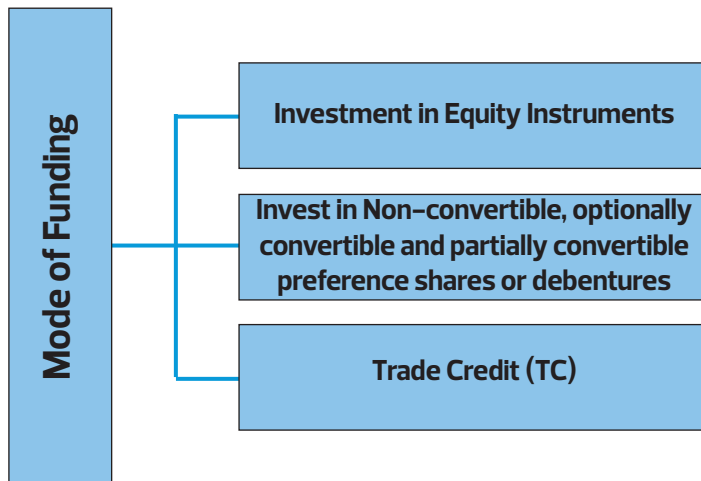 Mode of Funding
Investment in Equity Instruments
Invest in Non-convertible, optionally
convertible and partially convertible
preference shares or debentures
Trade Credit (TC)